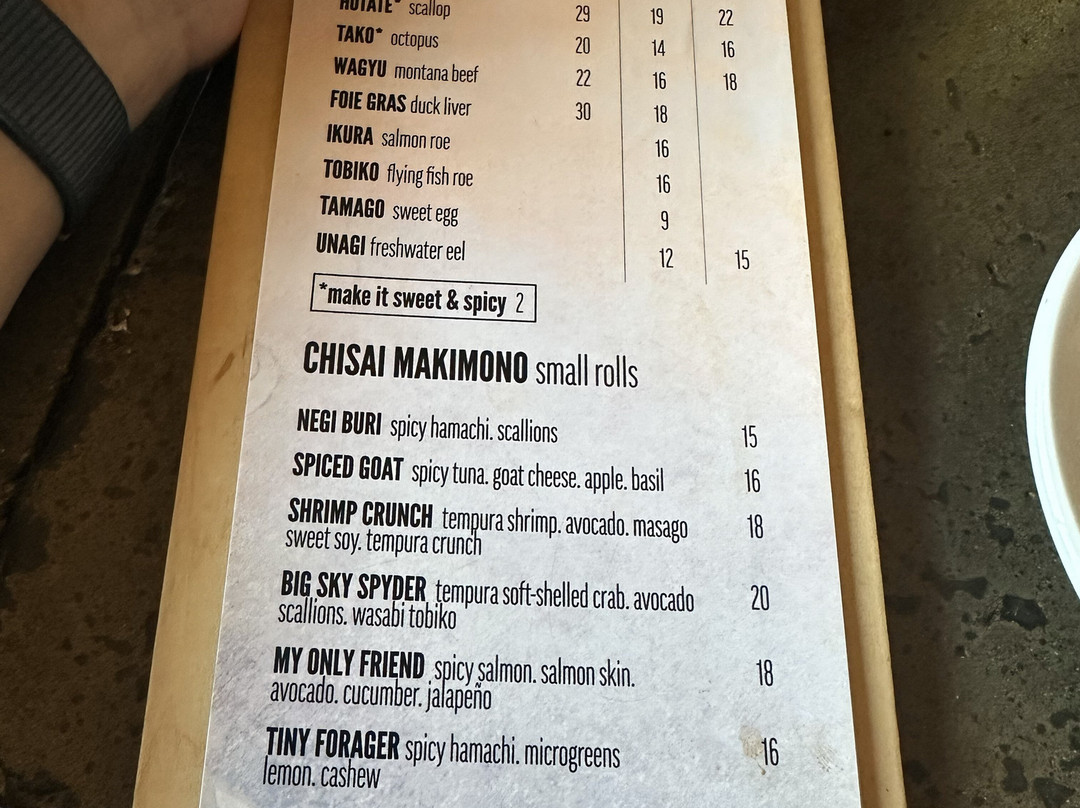 HOTATE* scallop 29 19 22
TAKO* octopus 20 14 16
WAGYU montana beef 22 16 18
FOIE GRAS duck liver 30 18
IKURA salmon roe 16
TOBIKO flying fish roe 16
TAMAGO sweet egg 9
UNAGI freshwater eel 12 15
*make it sweet & spicy 2
CHISAI MAKIMONO small rolls
NEGI BURI spicy hamachi. scallions 15
SPICED GOAT spicy tuna. goat cheese. apple. basil 16
SHRIMP CRUNCH tempura shrimp. avocado. masago 18
sweet soy. tempura crunch
BIG SKY SPYDER tempura soft-shelled crab. avocado 20
scallions. wasabi tobiko
MY ONLY FRIEND spicy salmon. salmon skin. 18
avocado. cucumber. jalapeño
TINY FORAGER spicy hamachi. microgreens 16
lemon. cashew